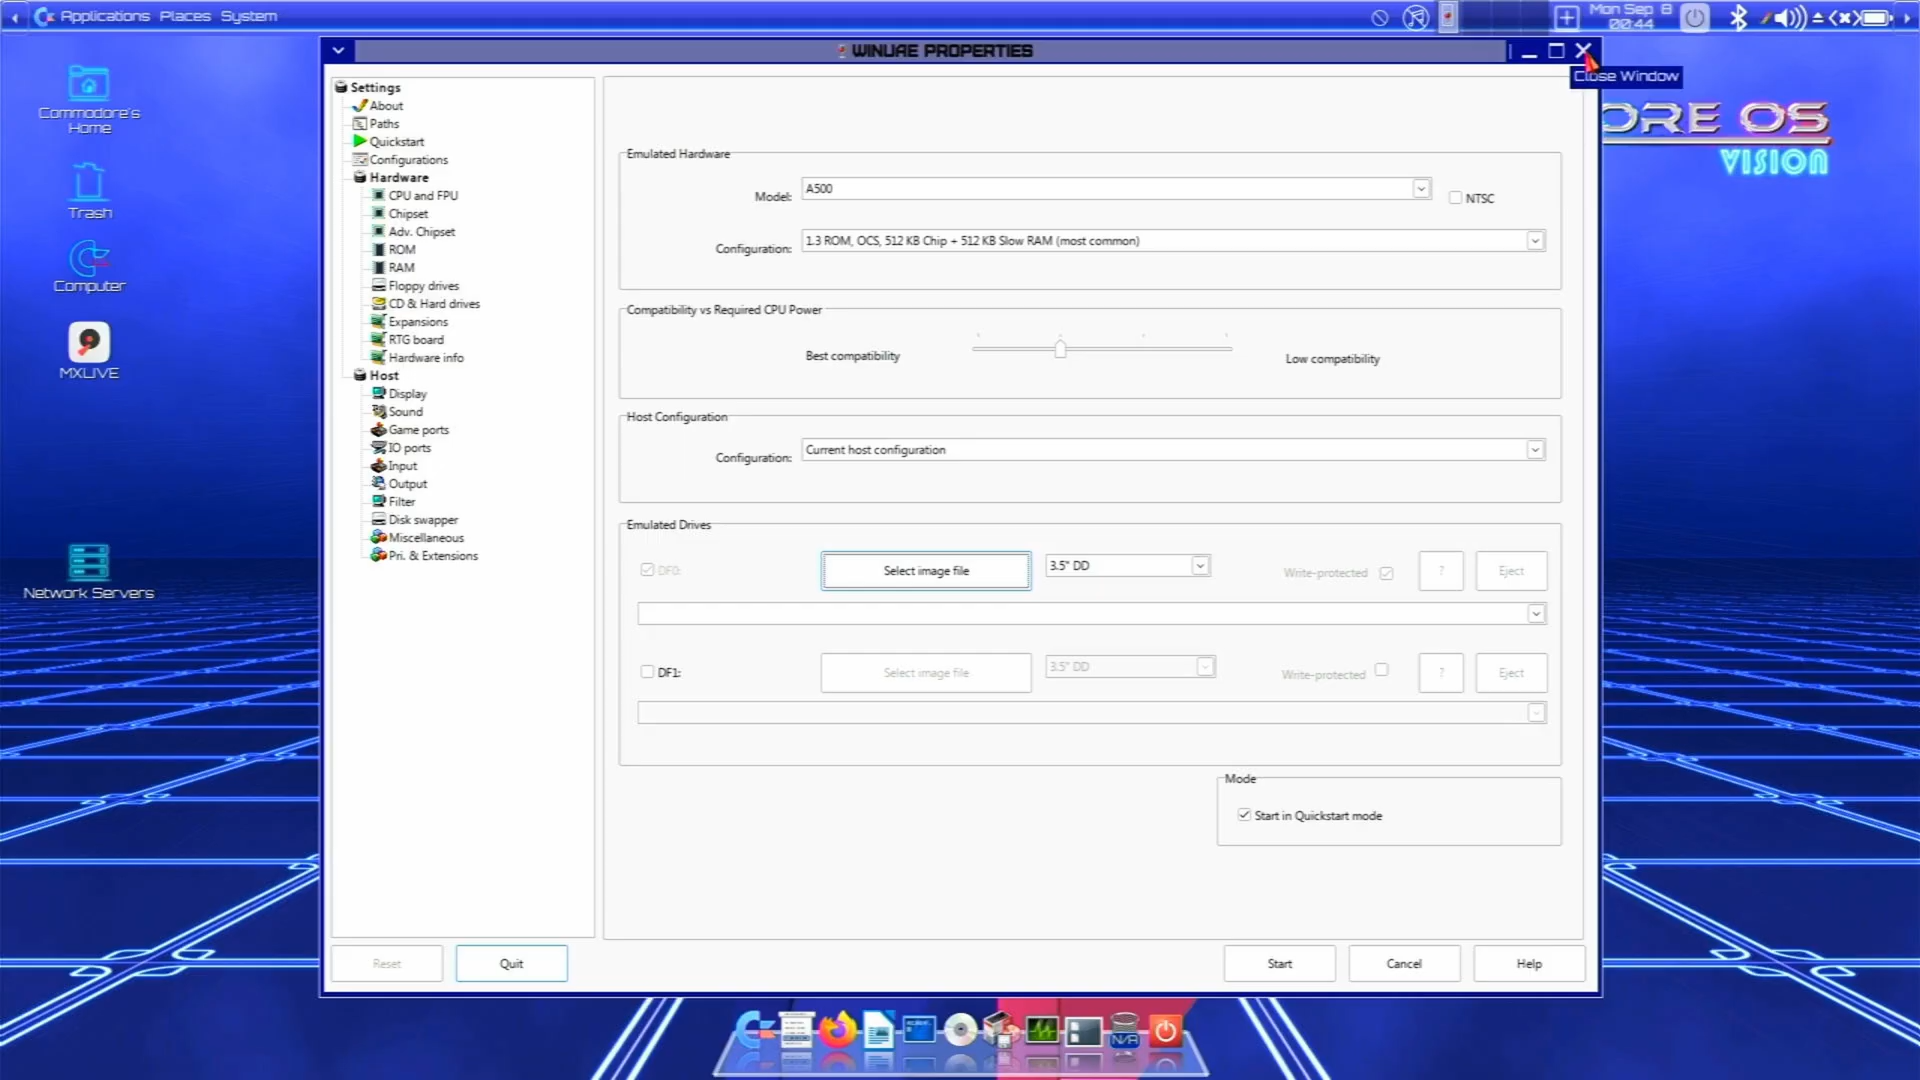 Applications Places System
Mon Sep 8
00:44
WINUAE PROPERTIES
Close Window
Commodore's
Home
Trash
Computer
MXLIVE
Network Servers
ORE OS
VISION
Settings
About
Paths
Quickstart
Configurations
Hardware
CPU and FPU
Chipset
Adv. Chipset
ROM
RAM
Floppy drives
CD & Hard drives
Expansions
RTG board
Hardware info
Host
Display
Sound
Game ports
IO ports
Input
Output
Filter
Disk swapper
Miscellaneous
Pri. & Extensions
Emulated Hardware
Model: A500 NTSC
Configuration: 1.3 ROM, OCS, 512 KB Chip + 512 KB Slow RAM (most common)
Compatibility vs Required CPU Power
Best compatibility Low compatibility
Host Configuration
Configuration: Current host configuration
Emulated Drives
DF0: Select image file 3.5" DD Write-protected ? Eject
DF1: Select image file 3.5" DD Write-protected ? Eject
Mode
Start in Quickstart mode
Reset Quit Start Cancel Help
N/A